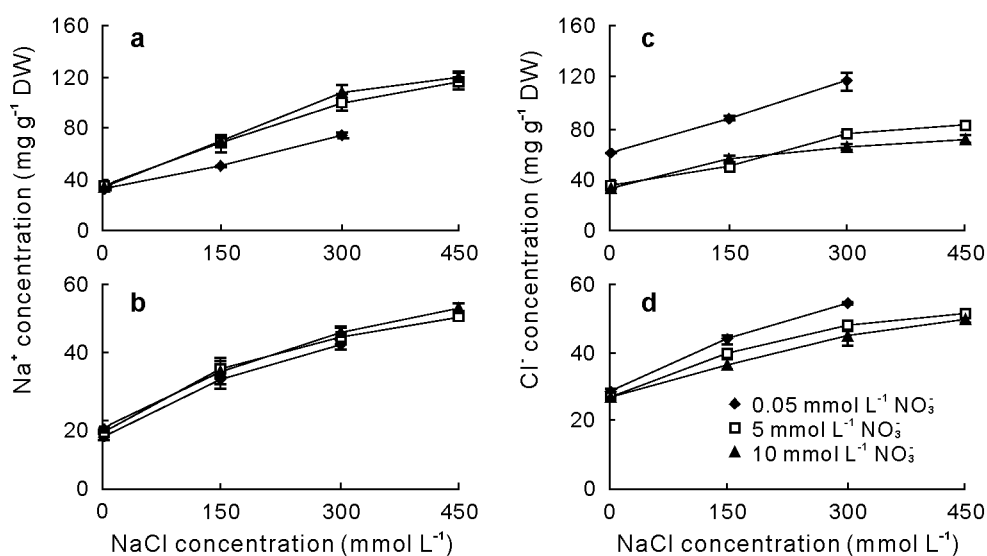 Na⁺ concentration (mg g⁻¹ DW)
a
160
120
80
40
0
0 150 300 450
b
60
40
20
0
0 150 300 450
NaCl concentration (mmol L⁻¹)
Cl⁻ concentration (mg g⁻¹ DW)
c
160
120
80
40
0
0 150 300 450
d
60
40
20
0
0.05 mmol L⁻¹ NO₃⁻
5 mmol L⁻¹ NO₃⁻
10 mmol L⁻¹ NO₃⁻
0 150 300 450
NaCl concentration (mmol L⁻¹)